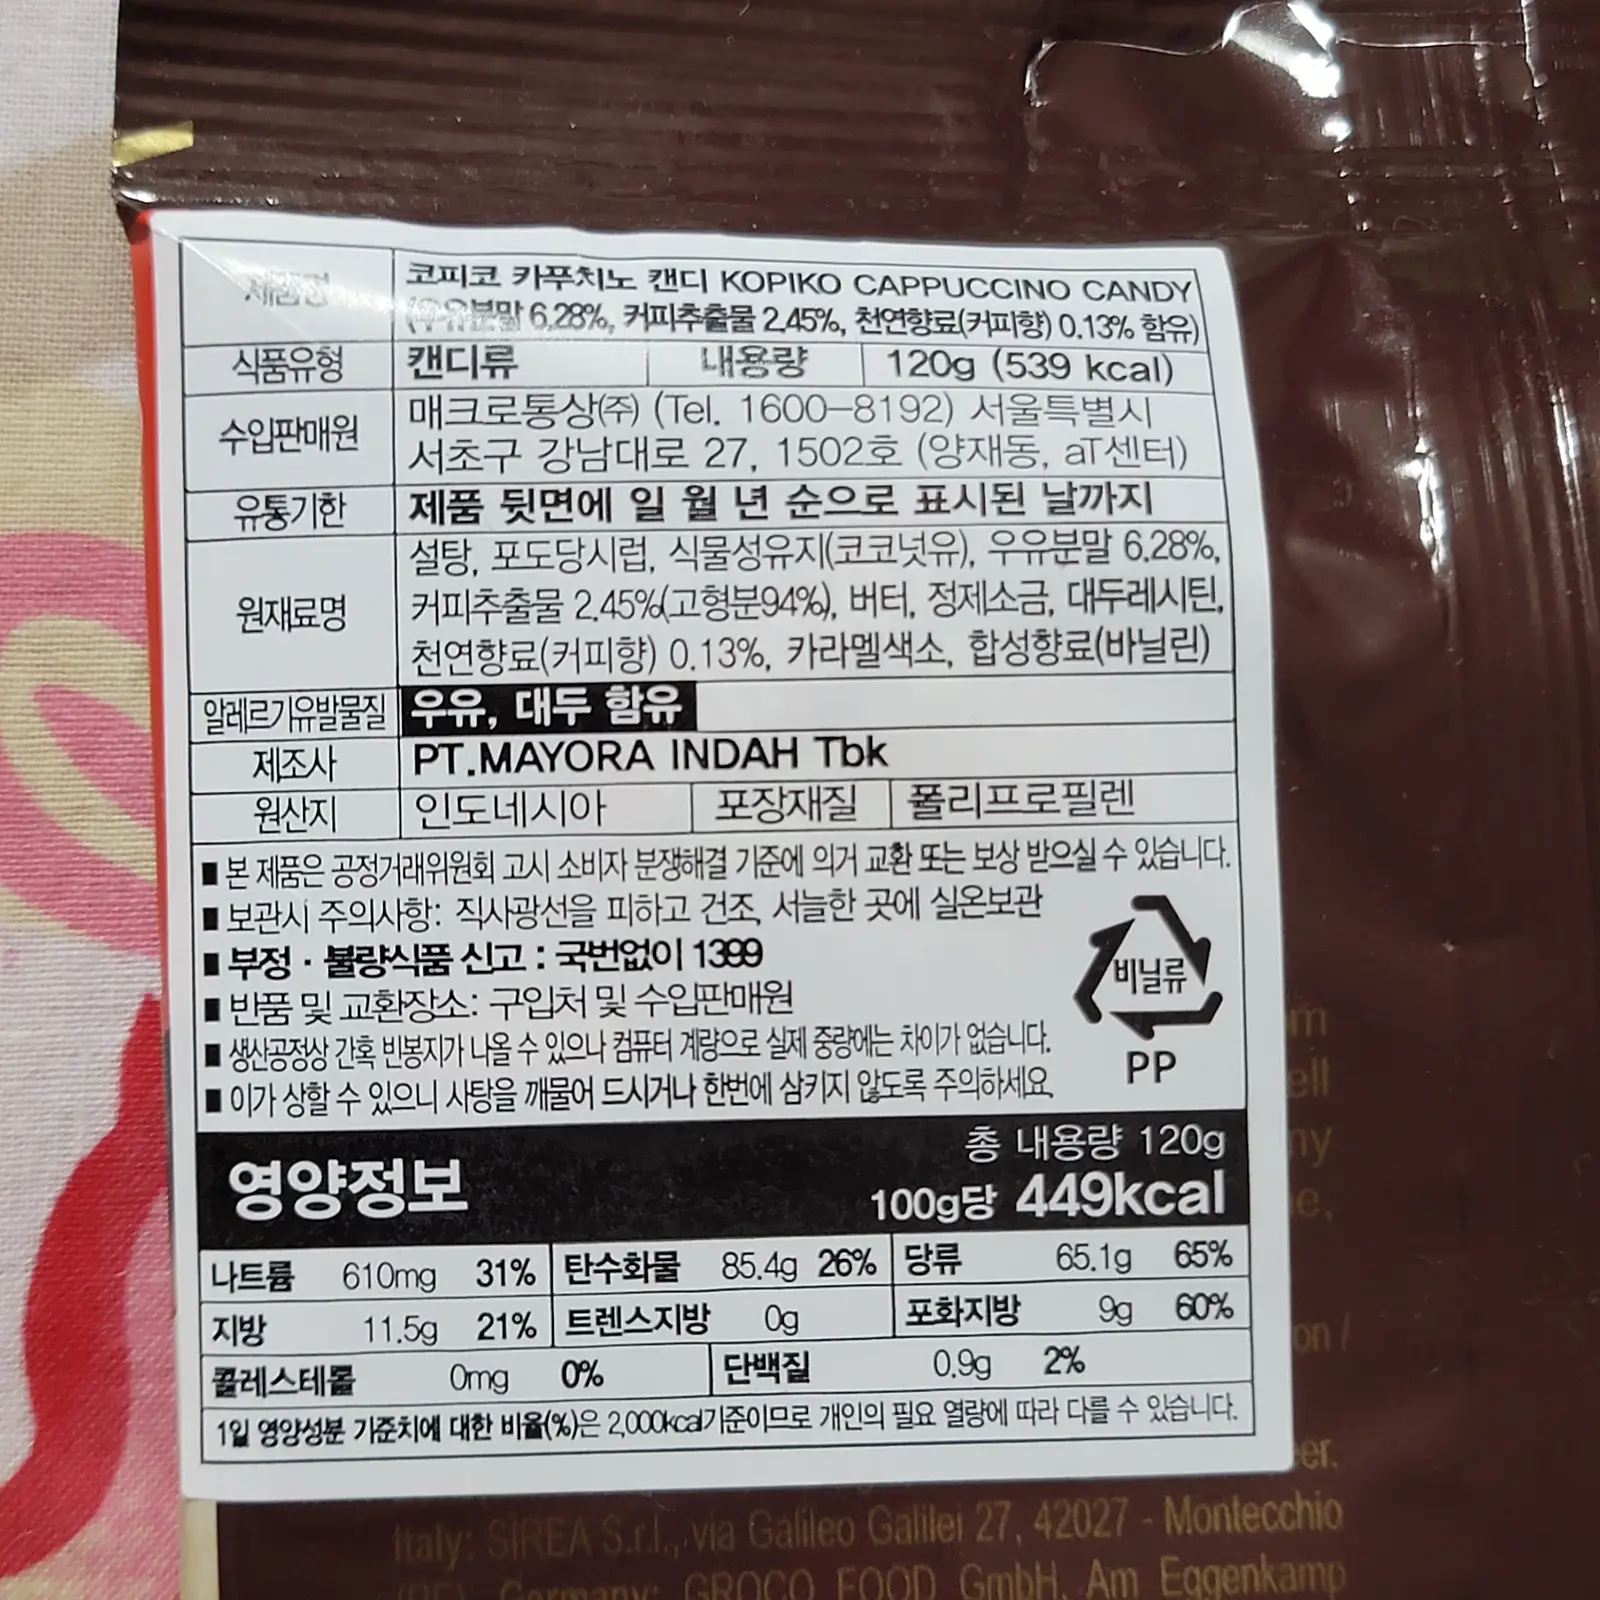 제품명 코피코 카푸치노 캔디 KOPIKO CAPPUCCINO CANDY
(우유분말 6.28%, 커피추출물 2.45%, 천연향료(커피향) 0.13% 함유)
식품유형 캔디류 내용량 120g (539 kcal)
수입판매원 매크로통상(주) (Tel. 1600-8192) 서울특별시
서초구 강남대로 27, 1502호 (양재동, aT센터)
유통기한 제품 뒷면에 일 월 년 순으로 표시된 날까지
원재료명 설탕, 포도당시럽, 식물성유지(코코넛유), 우유분말 6.28%,
커피추출물 2.45%(고형분94%), 버터, 정제소금, 대두레시틴,
천연향료(커피향) 0.13%, 카라멜색소, 합성향료(바닐린)
알레르기유발물질 우유, 대두 함유
제조사 PT.MAYORA INDAH Tbk
원산지 인도네시아 포장재질 폴리프로필렌
■ 본 제품은 공정거래위원회 고시 소비자 분쟁해결 기준에 의거 교환 또는 보상 받으실 수 있습니다.
■ 보관시 주의사항: 직사광선을 피하고 건조, 서늘한 곳에 실온보관
■ 부정 · 불량식품 신고 : 국번없이 1399
■ 반품 및 교환장소: 구입처 및 수입판매원
■ 생산공정상 간혹 빈봉지가 나올 수 있으나 컴퓨터 계량으로 실제 중량에는 차이가 없습니다.
■ 이가 상할 수 있으니 사탕을 깨물어 드시거나 한번에 삼키지 않도록 주의하세요.
비닐류
PP
영양정보 총 내용량 120g
100g당 449kcal
나트륨 610mg 31% 탄수화물 85.4g 26% 당류 65.1g 65%
지방 11.5g 21% 트렌스지방 0g 포화지방 9g 60%
콜레스테롤 0mg 0% 단백질 0.9g 2%
1일 영양성분 기준치에 대한 비율(%)은 2,000kcal기준이므로 개인의 필요 열량에 따라 다를 수 있습니다.
Italy: SIREA S.r.l., via Galileo Galilei 27, 42027 - Montecchio
(RE) Germany: GROCO FOOD GmbH, Am Eggenkamp